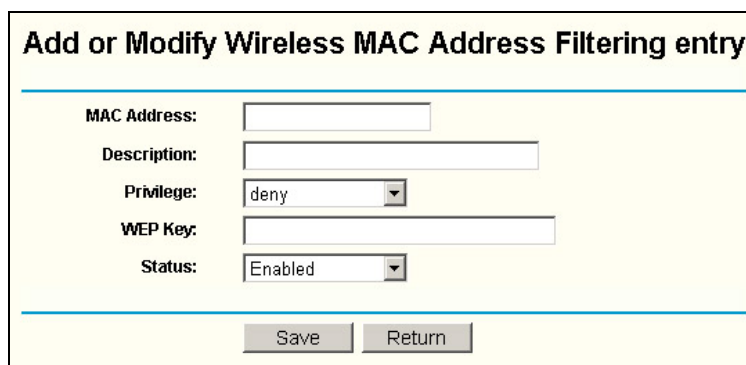 Add or Modify Wireless MAC Address Filtering entry
MAC Address:
Description:
Privilege: deny
WEP Key:
Status: Enabled
Save Return